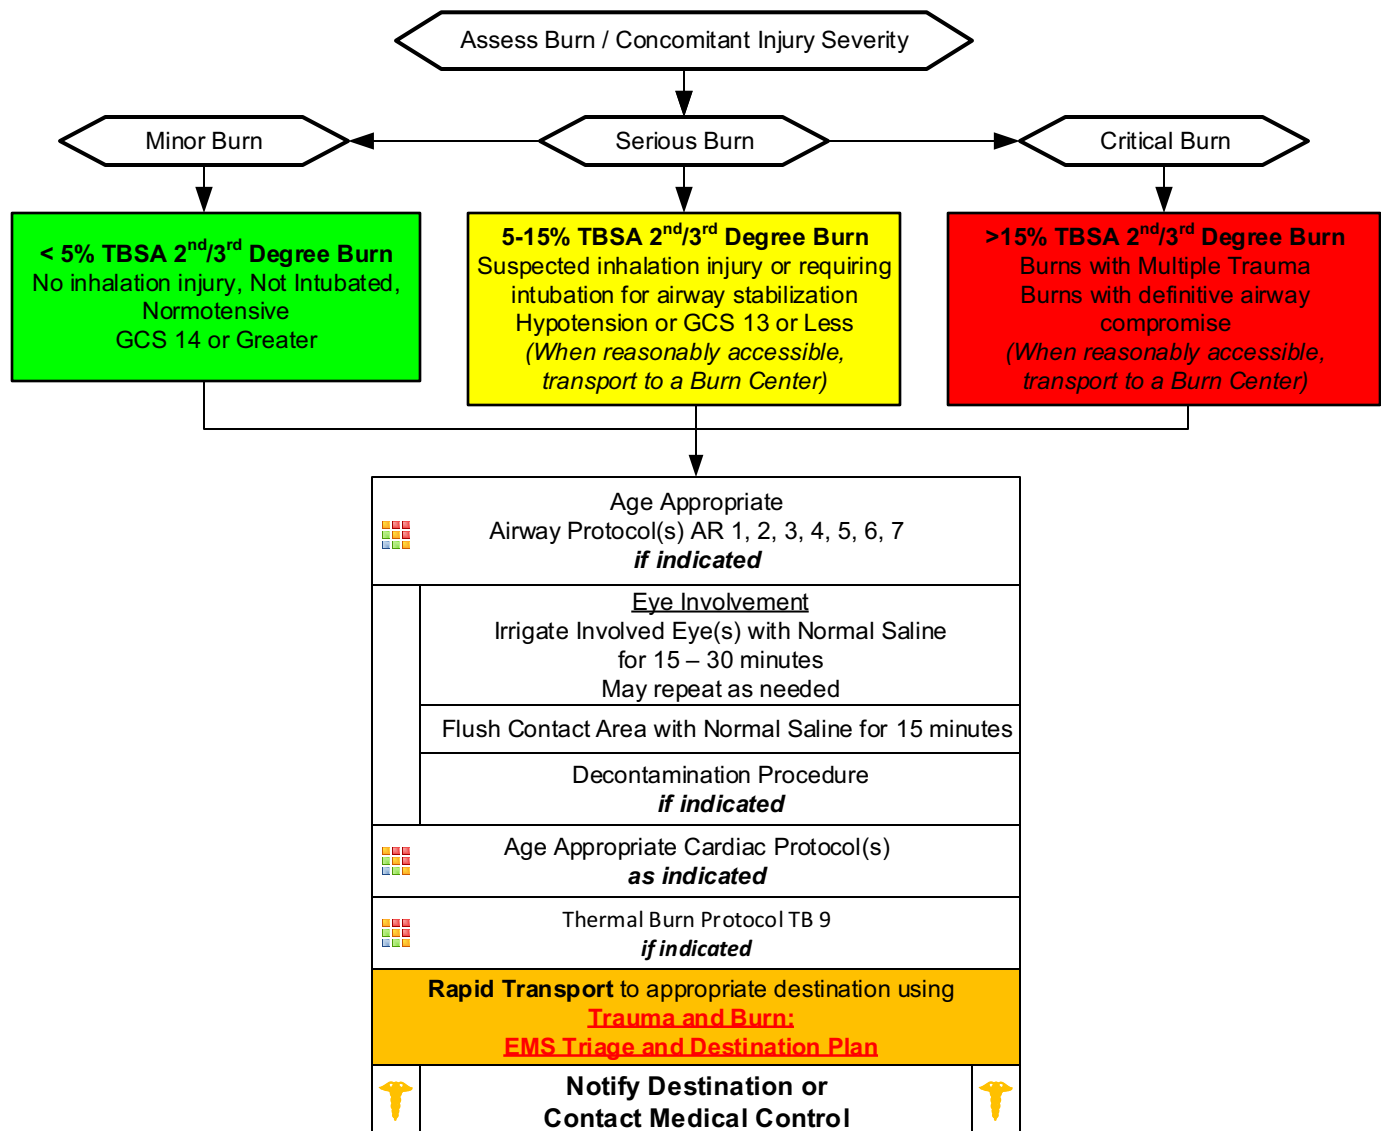 Assess Burn / Concomitant Injury Severity
Minor Burn
Serious Burn
Critical Burn
< 5% TBSA 2nd/3rd Degree Burn
No inhalation injury, Not Intubated,
Normotensive
GCS 14 or Greater
5-15% TBSA 2nd/3rd Degree Burn
Suspected inhalation injury or requiring
intubation for airway stabilization
Hypotension or GCS 13 or Less
(When reasonably accessible,
transport to a Burn Center)
>15% TBSA 2nd/3rd Degree Burn
Burns with Multiple Trauma
Burns with definitive airway
compromise
(When reasonably accessible,
transport to a Burn Center)
Age Appropriate
Airway Protocol(s) AR 1, 2, 3, 4, 5, 6, 7
if indicated
Eye Involvement
Irrigate Involved Eye(s) with Normal Saline
for 15 – 30 minutes
May repeat as needed
Flush Contact Area with Normal Saline for 15 minutes
Decontamination Procedure
if indicated
Age Appropriate Cardiac Protocol(s)
as indicated
Thermal Burn Protocol TB 9
if indicated
Rapid Transport to appropriate destination using
Trauma and Burn:
EMS Triage and Destination Plan
Notify Destination or
Contact Medical Control